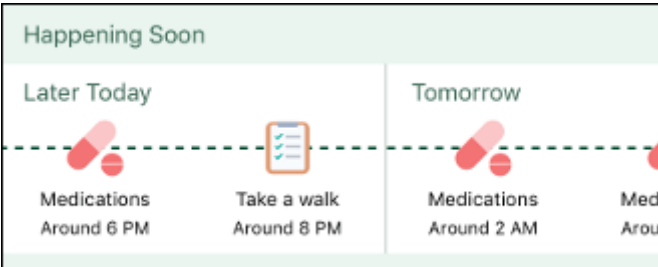 Happening Soon
Later Today
Tomorrow
Medications
Around 6 PM
Take a walk
Around 8 PM
Medications
Around 2 AM